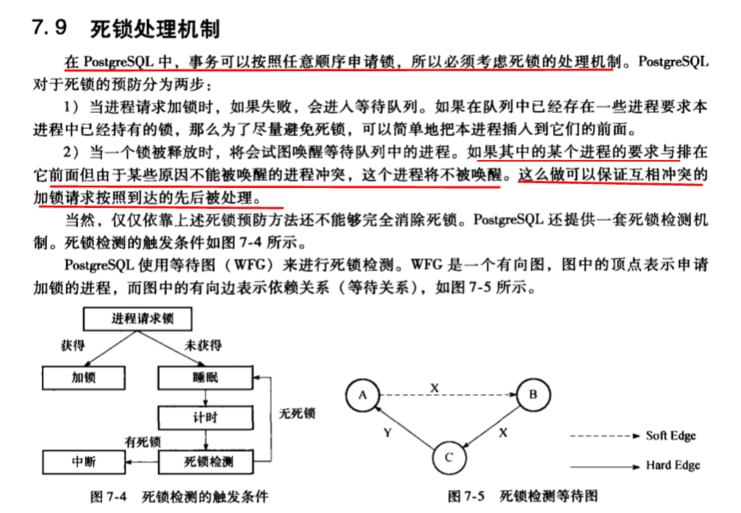 7.9 死锁处理机制
在 PostgreSQL 中，事务可以按照任意顺序申请锁，所以必须考虑死锁的处理机制。PostgreSQL
对于死锁的预防分为两步：
1）当进程请求加锁时，如果失败，会进入等待队列。如果在队列中已经存在一些进程要求本
进程中已经持有的锁，那么为了尽量避免死锁，可以简单地把本进程插入到它们的前面。
2）当一个锁被释放时，将会试图唤醒等待队列中的进程。如果其中的某个进程的要求与排在
它前面但由于某些原因不能被唤醒的进程冲突，这个进程将不被唤醒。这么做可以保证互相冲突的
加锁请求按照到达的先后被处理。
当然，仅仅依靠上述死锁预防方法还不能够完全消除死锁。PostgreSQL 还提供一套死锁检测机
制。死锁检测的触发条件如图 7-4 所示。
PostgreSQL 使用等待图（WFG）来进行死锁检测。WFG 是一个有向图，图中的顶点表示申请
加锁的进程，而图中的有向边表示依赖关系（等待关系），如图 7-5 所示。
进程请求锁
获得
未获得
加锁
睡眠
计时
无死锁
有死锁
中断
死锁检测
图 7-4 死锁检测的触发条件
X
A
B
Y
X
C
Soft Edge
Hard Edge
图 7-5 死锁检测等待图